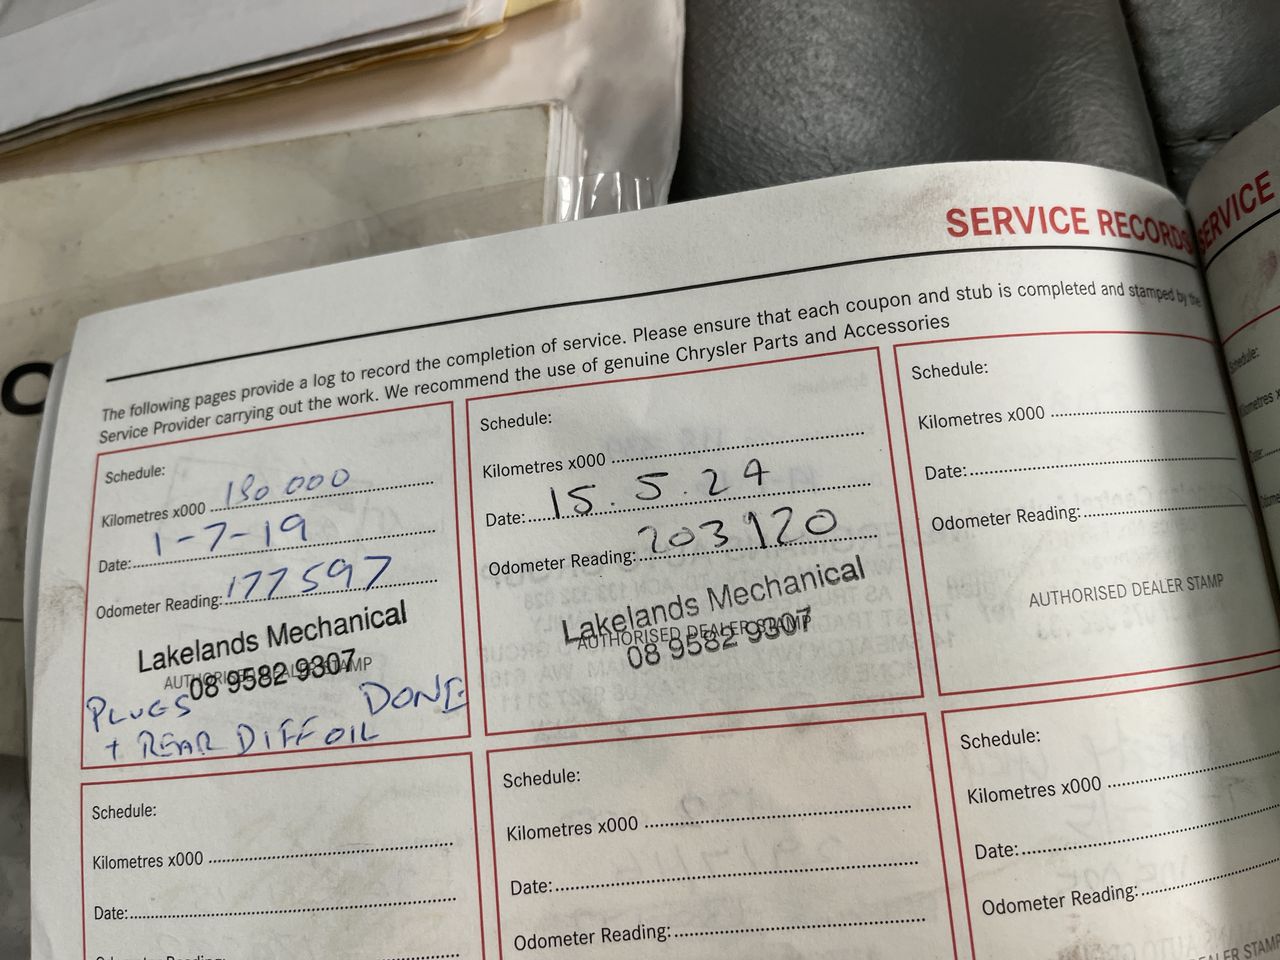 SERVICE RECORDS
SERVICE
The following pages provide a log to record the completion of service. Please ensure that each coupon and stub is completed and stamped by the
Service Provider carrying out the work. We recommend the use of genuine Chrysler Parts and Accessories
Schedule:
Kilometres x000 180 000
Date: 1-7-19
Odometer Reading: 177597
Lakelands Mechanical
AUTHORISED DEALER STAMP
08 9582 9307
PLUGS DONE
+ REAR DIFF OIL
Schedule:
Kilometres x000
Date: 15.5.24
Odometer Reading: 203120
Lakelands Mechanical
AUTHORISED DEALER STAMP
08 9582 9307
Schedule:
Kilometres x000
Date:
Odometer Reading:
AUTHORISED DEALER STAMP
Schedule:
Kilometres x000
Date:
Odometer Reading:
Schedule:
Kilometres x000
Date:
Odometer Reading:
Schedule:
Kilometres x000
Date:
Odometer Reading:
DEALER STAMP